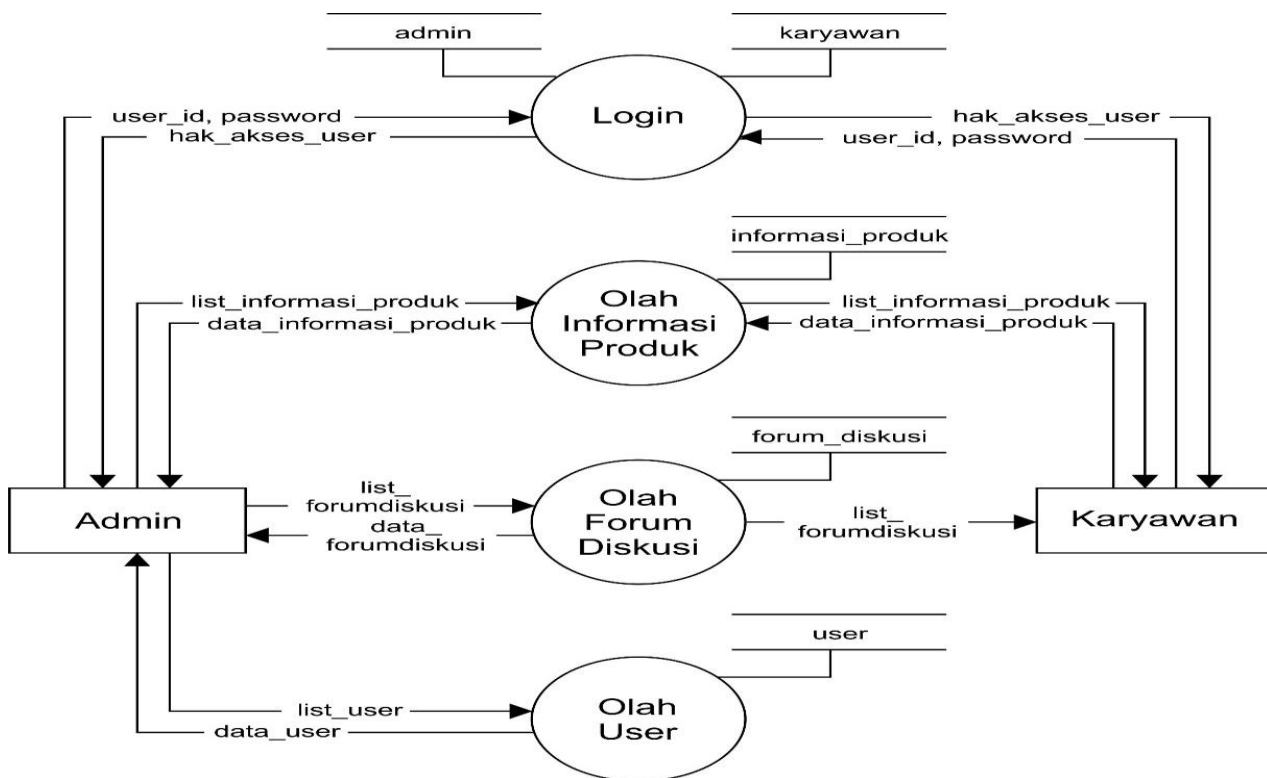 admin
karyawan
Login
user_id, password
hak_akses_user
hak_akses_user
user_id, password
informasi_produk
Olah
Informasi
Produk
list_informasi_produk
data_informasi_produk
list_informasi_produk
data_informasi_produk
forum_diskusi
Admin
list_
forumdiskusi
data_
forumdiskusi
Olah
Forum
Diskusi
list_
forumdiskusi
Karyawan
user
Olah
User
list_user
data_user